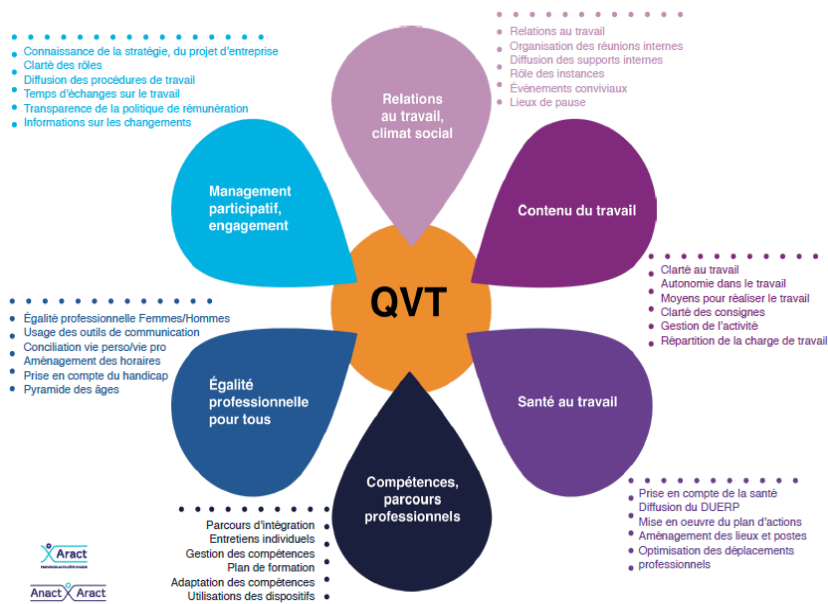 Relations au travail
Organisation des réunions internes
Diffusion des supports internes
Rôle des instances
Événements conviviaux
Lieux de pause
Connaissance de la stratégie, du projet d'entreprise
Clarté des rôles
Diffusion des procédures de travail
Temps d'échanges sur le travail
Transparence de la politique de rémunération
Informations sur les changements
Relations
au travail,
climat social
Management
participatif,
engagement
Contenu du travail
QVT
Clarté au travail
Autonomie dans le travail
Moyens pour réaliser le travail
Clarté des consignes
Gestion de l'activité
Répartition de la charge de travail
Égalité professionnelle Femmes/Hommes
Usage des outils de communication
Conciliation vie perso/vie pro
Aménagement des horaires
Prise en compte du handicap
Pyramide des âges
Égalité
professionnelle
pour tous
Santé au travail
Compétences,
parcours
professionnels
Prise en compte de la santé
Diffusion du DUERP
Mise en oeuvre du plan d'actions
Aménagement des lieux et postes
Optimisation des déplacements
professionnels
Parcours d'intégration
Entretiens individuels
Gestion des compétences
Plan de formation
Adaptation des compétences
Utilisations des dispositifs
Aract
Anact Aract